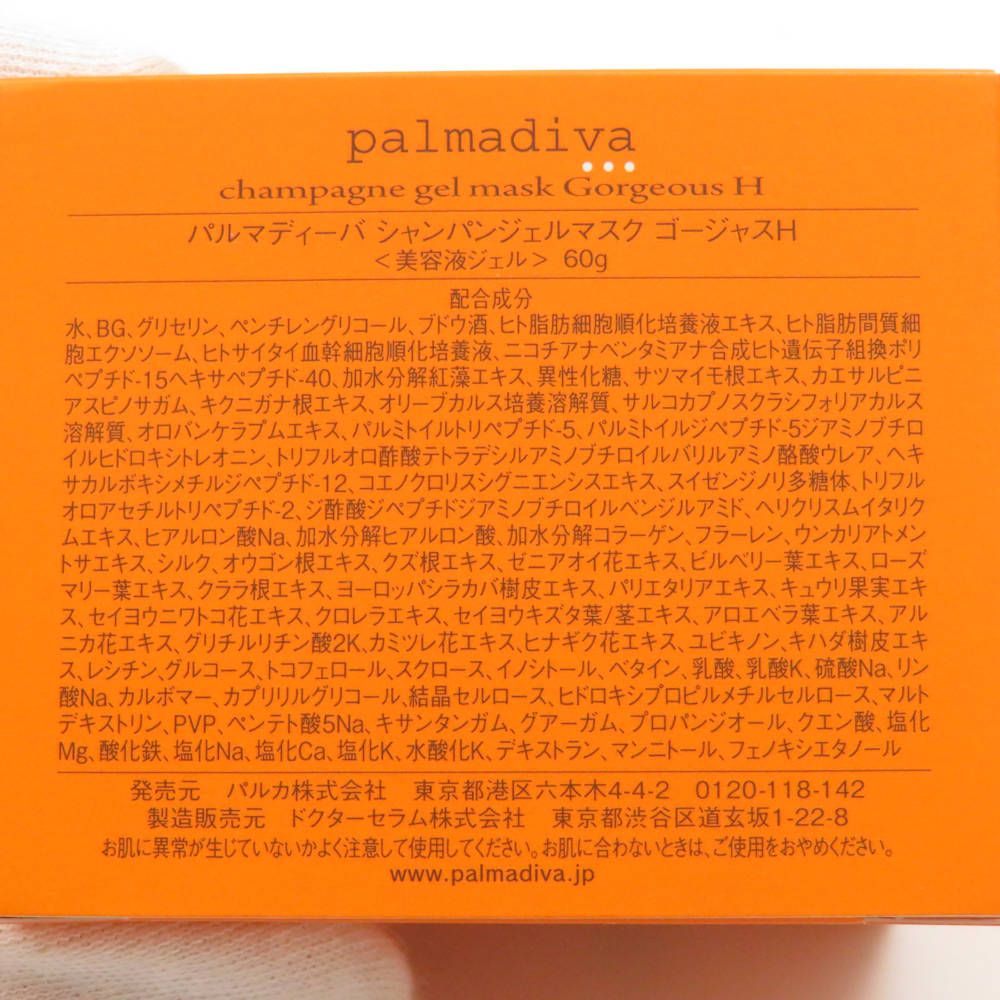 palmadiva
champagne gel mask Gorgeous H
パルマディーバ シャンパンジェルマスク ゴージャスH
＜美容液ジェル＞ 60g
配合成分
水、BG、グリセリン、ペンチレングリコール、ブドウ酒、ヒト脂肪細胞順化培養液エキス、ヒト脂肪間質細
胞エクソソーム、ヒトサイタイ血幹細胞順化培養液、ニコチアナベンタミアナ合成ヒト遺伝子組換ポリ
ペプチド-15ヘキサペプチド-40、加水分解紅藻エキス、異性化糖、サツマイモ根エキス、カエサルピニ
アスピノサガム、キクニガナ根エキス、オリーブカルス培養溶解質、サルコカプノスクラシフォリアカルス
溶解質、オロバンケラプムエキス、パルミトイルトリペプチド-5、パルミトイルジペプチド-5ジアミノブチロ
イルヒドロキシトレオニン、トリフルオロ酢酸テトラデシルアミノブチロイルバリルアミノ酪酸ウレア、ヘキ
サカルボキシメチルジペプチド-12、コエノクロリスシグニエンシスエキス、スイゼンジノリ多糖体、トリフル
オロアセチルトリペプチド-2、ジ酢酸ジペプチドジアミノブチロイルベンジルアミド、ヘリクリスムイタリク
ムエキス、ヒアルロン酸Na、加水分解ヒアルロン酸、加水分解コラーゲン、フラーレン、ウンカリアトメン
トサエキス、シルク、オウゴン根エキス、クズ根エキス、ゼニアオイ花エキス、ビルベリー葉エキス、ローズ
マリー葉エキス、クララ根エキス、ヨーロッパシラカバ樹皮エキス、パリエタリアエキス、キュウリ果実エキ
ス、セイヨウニワトコ花エキス、クロレラエキス、セイヨウキズタ葉/茎エキス、アロエベラ葉エキス、アル
ニカ花エキス、グリチルリチン酸2K、カミツレ花エキス、ヒナギク花エキス、ユビキノン、キハダ樹皮エキ
ス、レシチン、グルコース、トコフェロール、スクロース、イノシトール、ベタイン、乳酸、乳酸K、硫酸Na、リン
酸Na、カルボマー、カプリリルグリコール、結晶セルロース、ヒドロキシプロピルメチルセルロース、マルト
デキストリン、PVP、ペンテト酸5Na、キサンタンガム、グアーガム、プロパンジオール、クエン酸、塩化
Mg、酸化鉄、塩化Na、塩化Ca、塩化K、水酸化K、デキストラン、マンニトール、フェノキシエタノール
発売元 パルカ株式会社 東京都港区六本木4-4-2 0120-118-142
製造販売元 ドクターセラム株式会社 東京都渋谷区道玄坂1-22-8
お肌に異常が生じていないかよく注意して使用してください。お肌に合わないときは、ご使用をおやめください。
www.palmadiva.jp